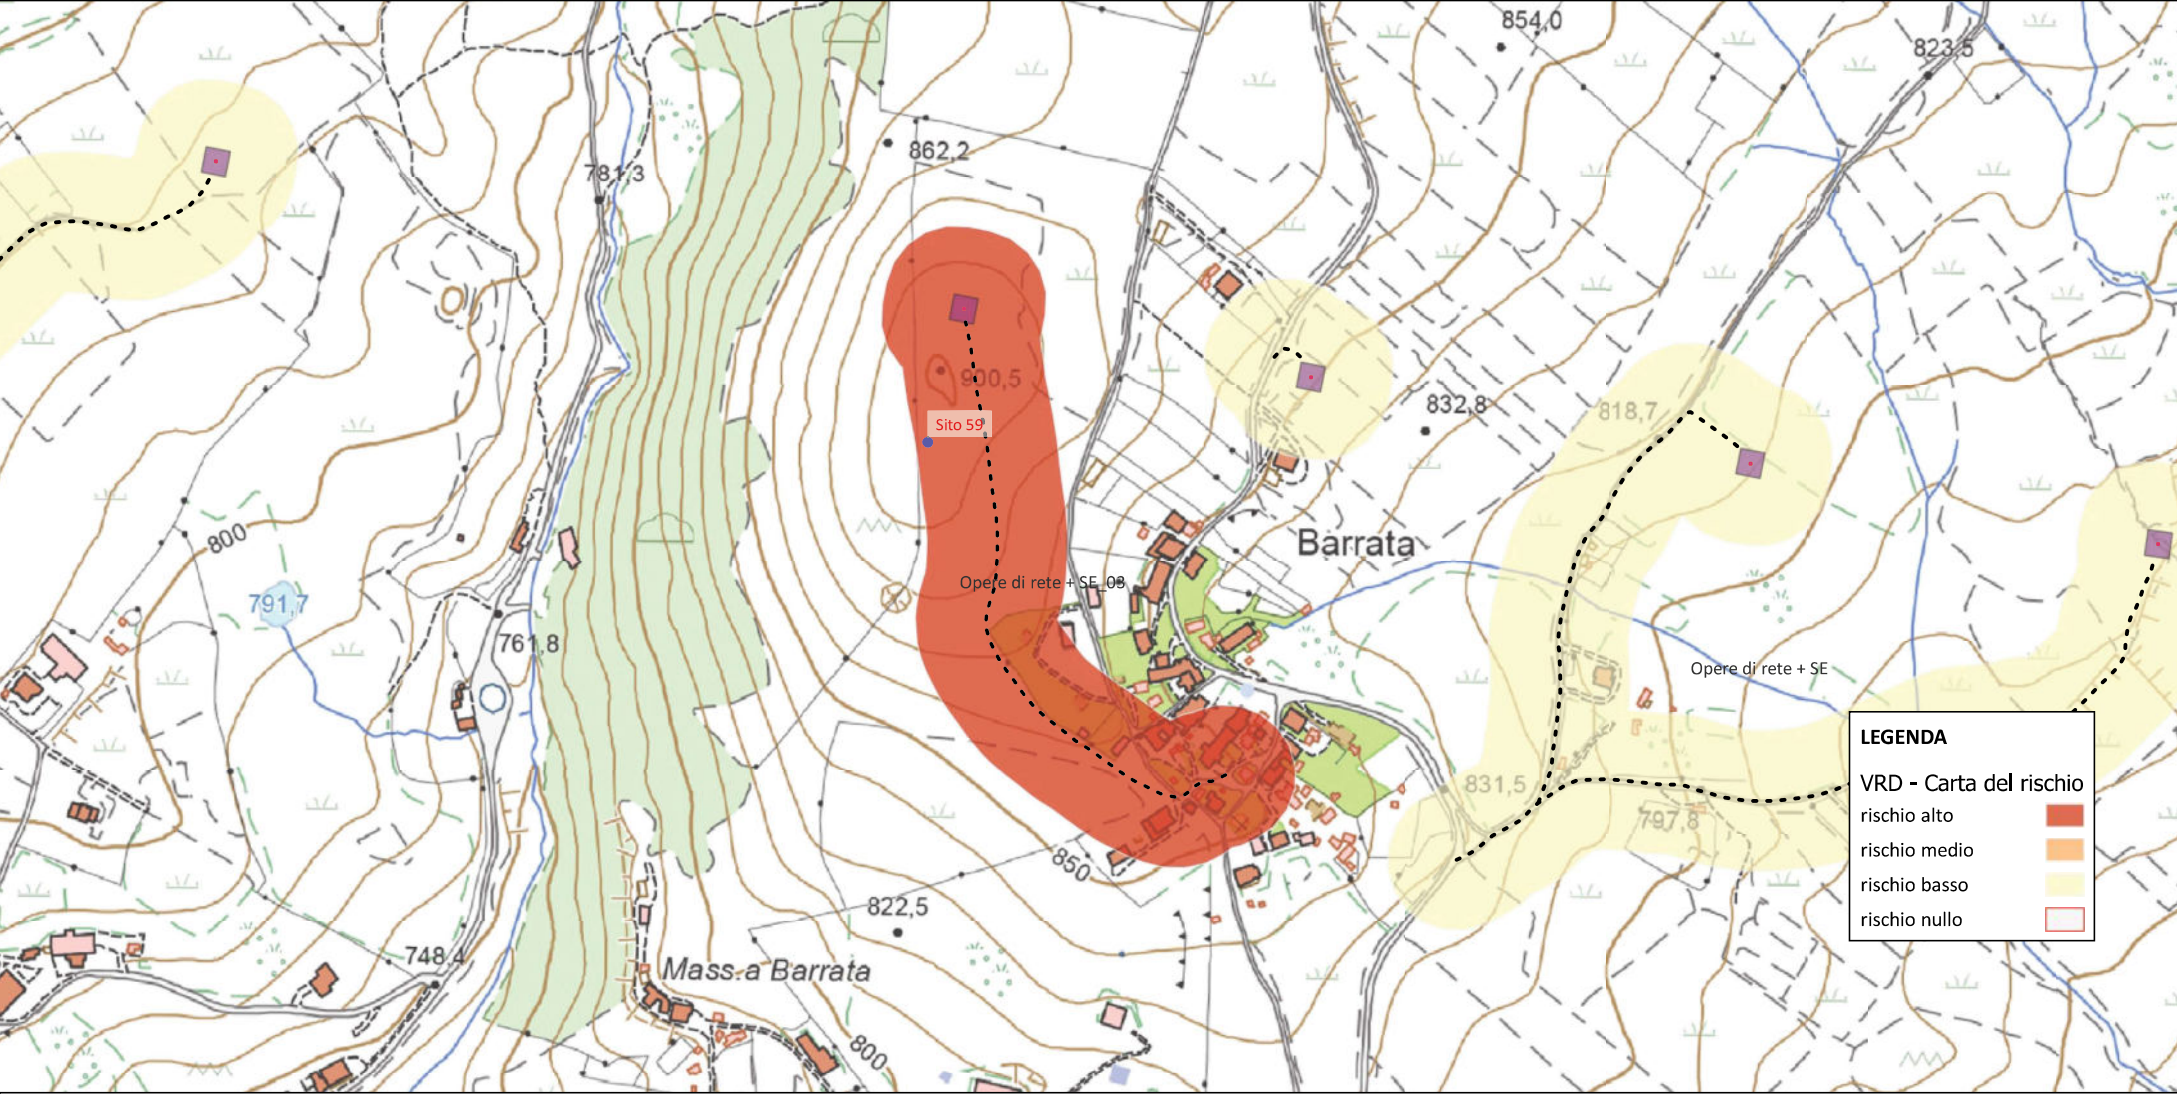 854,0
823,5
862,2
781,3
900,5
832,8
818,7
Sito 59
800
Barrata
Opere di rete + SE_03
791,7
761,8
Opere di rete + SE
831,5
797,8
850
822,5
748,4
Mass.a Barrata
800
LEGENDA
VRD - Carta del rischio
rischio alto
rischio medio
rischio basso
rischio nullo